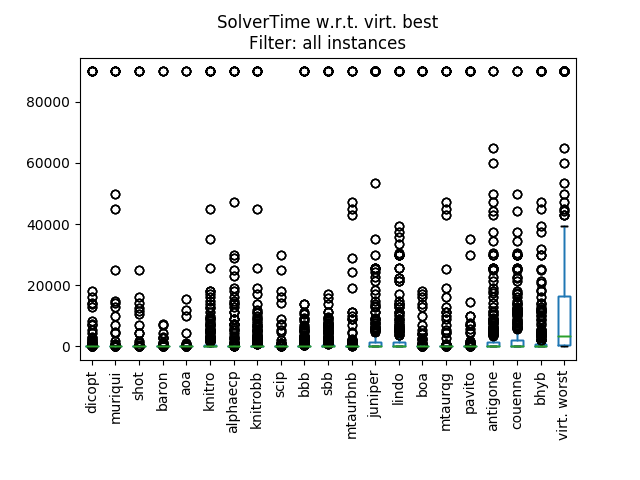 SolverTime w.r.t. virt. best
Filter: all instances
80000
60000
40000
20000
0
dicopt
muriqui
shot
baron
aoa
knitro
alphaecp
knitrobb
scip
bbb
sbb
mtaurbnb
juniper
lindo
boa
mtaurqg
pavito
antigone
couenne
bhyb
virt. worst